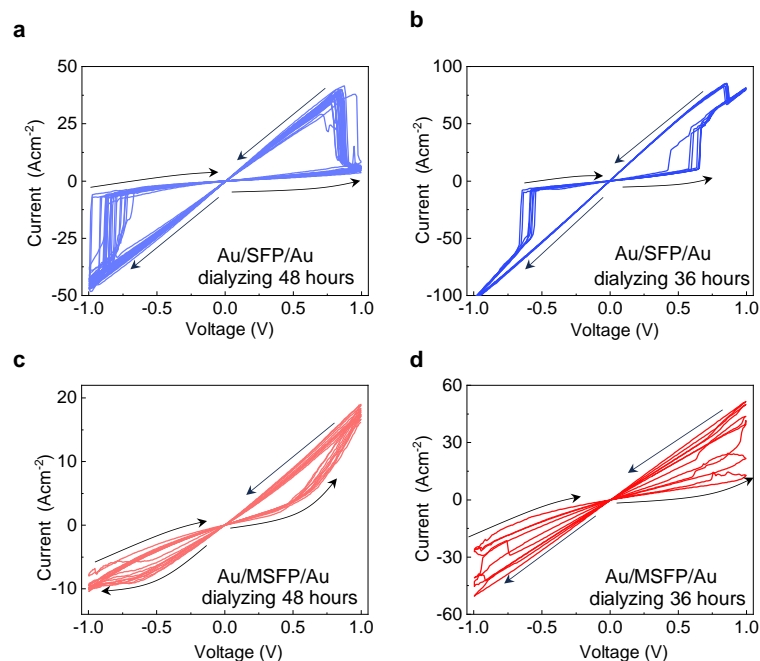 a
50
25
0
-25
-50
Current (Acm⁻²)
Au/SFP/Au
dialyzing 48 hours
-1.0 -0.5 0.0 0.5 1.0
Voltage (V)
b
100
50
0
-50
-100
Current (Acm⁻²)
Au/SFP/Au
dialyzing 36 hours
-1.0 -0.5 0.0 0.5 1.0
Voltage (V)
c
20
10
0
-10
Current (Acm⁻²)
Au/MSFP/Au
dialyzing 48 hours
-1.0 -0.5 0.0 0.5 1.0
Voltage (V)
d
60
30
0
-30
-60
Current (Acm⁻²)
Au/MSFP/Au
dialyzing 36 hours
-1.0 -0.5 0.0 0.5 1.0
Voltage (V)